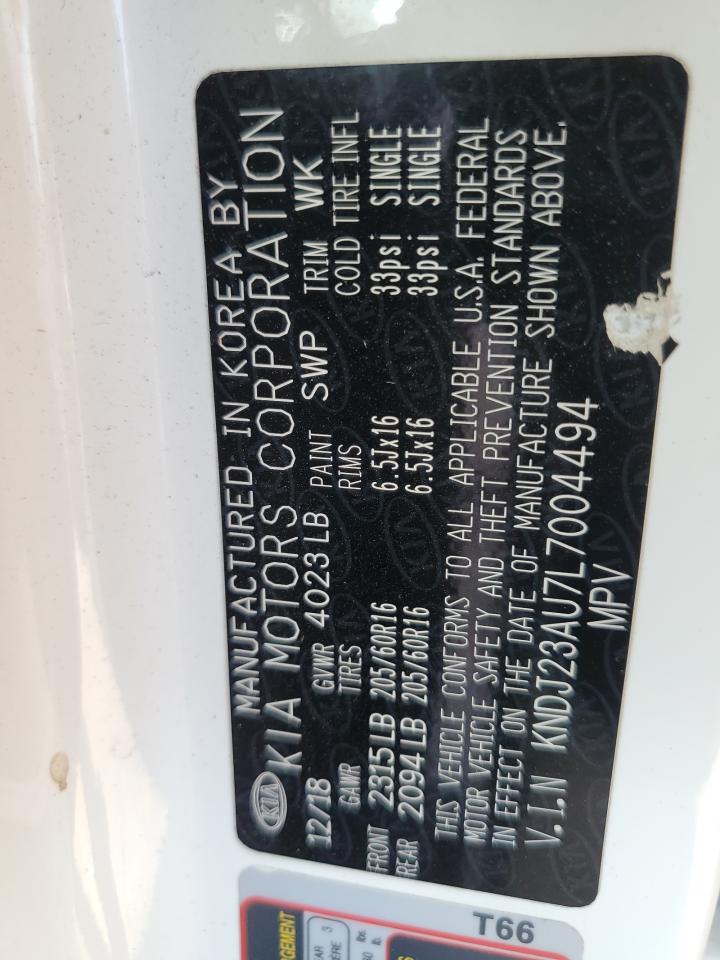 MANUFACTURED IN KOREA BY
KIA KIA MOTORS CORPORATION
12/18 GVWR 4023LB PAINT SWP TRIM WK
GAWR TIRES RIMS COLD TIRE INFL
FRONT 2315LB 205/60R16 6.5Jx16 33psi SINGLE
REAR 2094LB 205/60R16 6.5Jx16 33psi SINGLE
THIS VEHICLE CONFORMS TO ALL APPLICABLE U.S.A. FEDERAL
MOTOR VEHICLE SAFETY AND THEFT PREVENTION STANDARDS
IN EFFECT ON THE DATE OF MANUFACTURE SHOWN ABOVE.
V.I.N KNDJ23AU7L7004494
MPV
T66